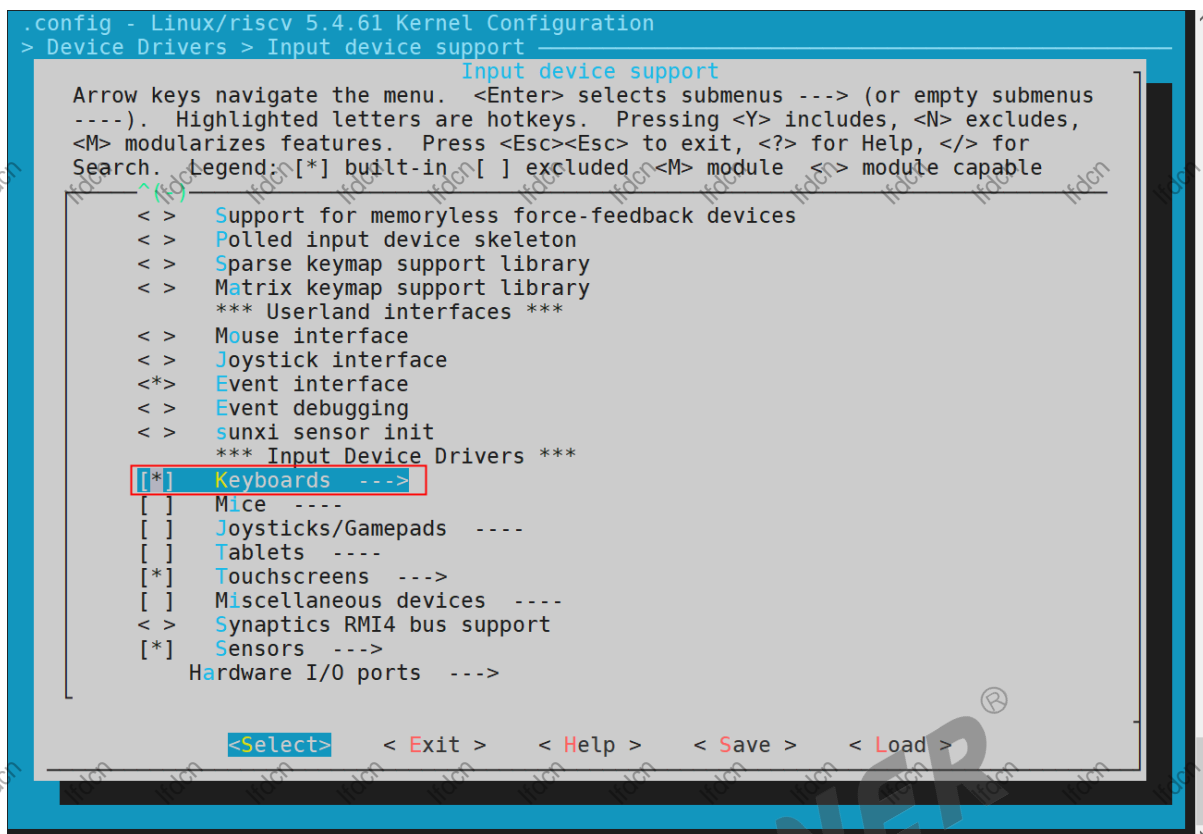 .config - Linux/riscv 5.4.61 Kernel Configuration
> Device Drivers > Input device support
Input device support
Arrow keys navigate the menu.  <Enter> selects submenus ---> (or empty submenus
----).  Highlighted letters are hotkeys.  Pressing <Y> includes, <N> excludes,
<M> modularizes features.  Press <Esc><Esc> to exit, <?> for Help, </> for
Search.  Legend: [*] built-in  [ ] excluded  <M> module  < > module capable
^(-)
< >   Support for memoryless force-feedback devices
< >   Polled input device skeleton
< >   Sparse keymap support library
< >   Matrix keymap support library
*** Userland interfaces ***
< >   Mouse interface
< >   Joystick interface
<*>   Event interface
< >   Event debugging
< >   sunxi sensor init
*** Input Device Drivers ***
[*]   Keyboards  --->
[ ]   Mice  ----
[ ]   Joysticks/Gamepads  ----
[ ]   Tablets  ----
[*]   Touchscreens  --->
[ ]   Miscellaneous devices  ----
< >   Synaptics RMI4 bus support
[*]   Sensors  --->
Hardware I/O ports  --->
<Select>    < Exit >    < Help >    < Save >    < Load >